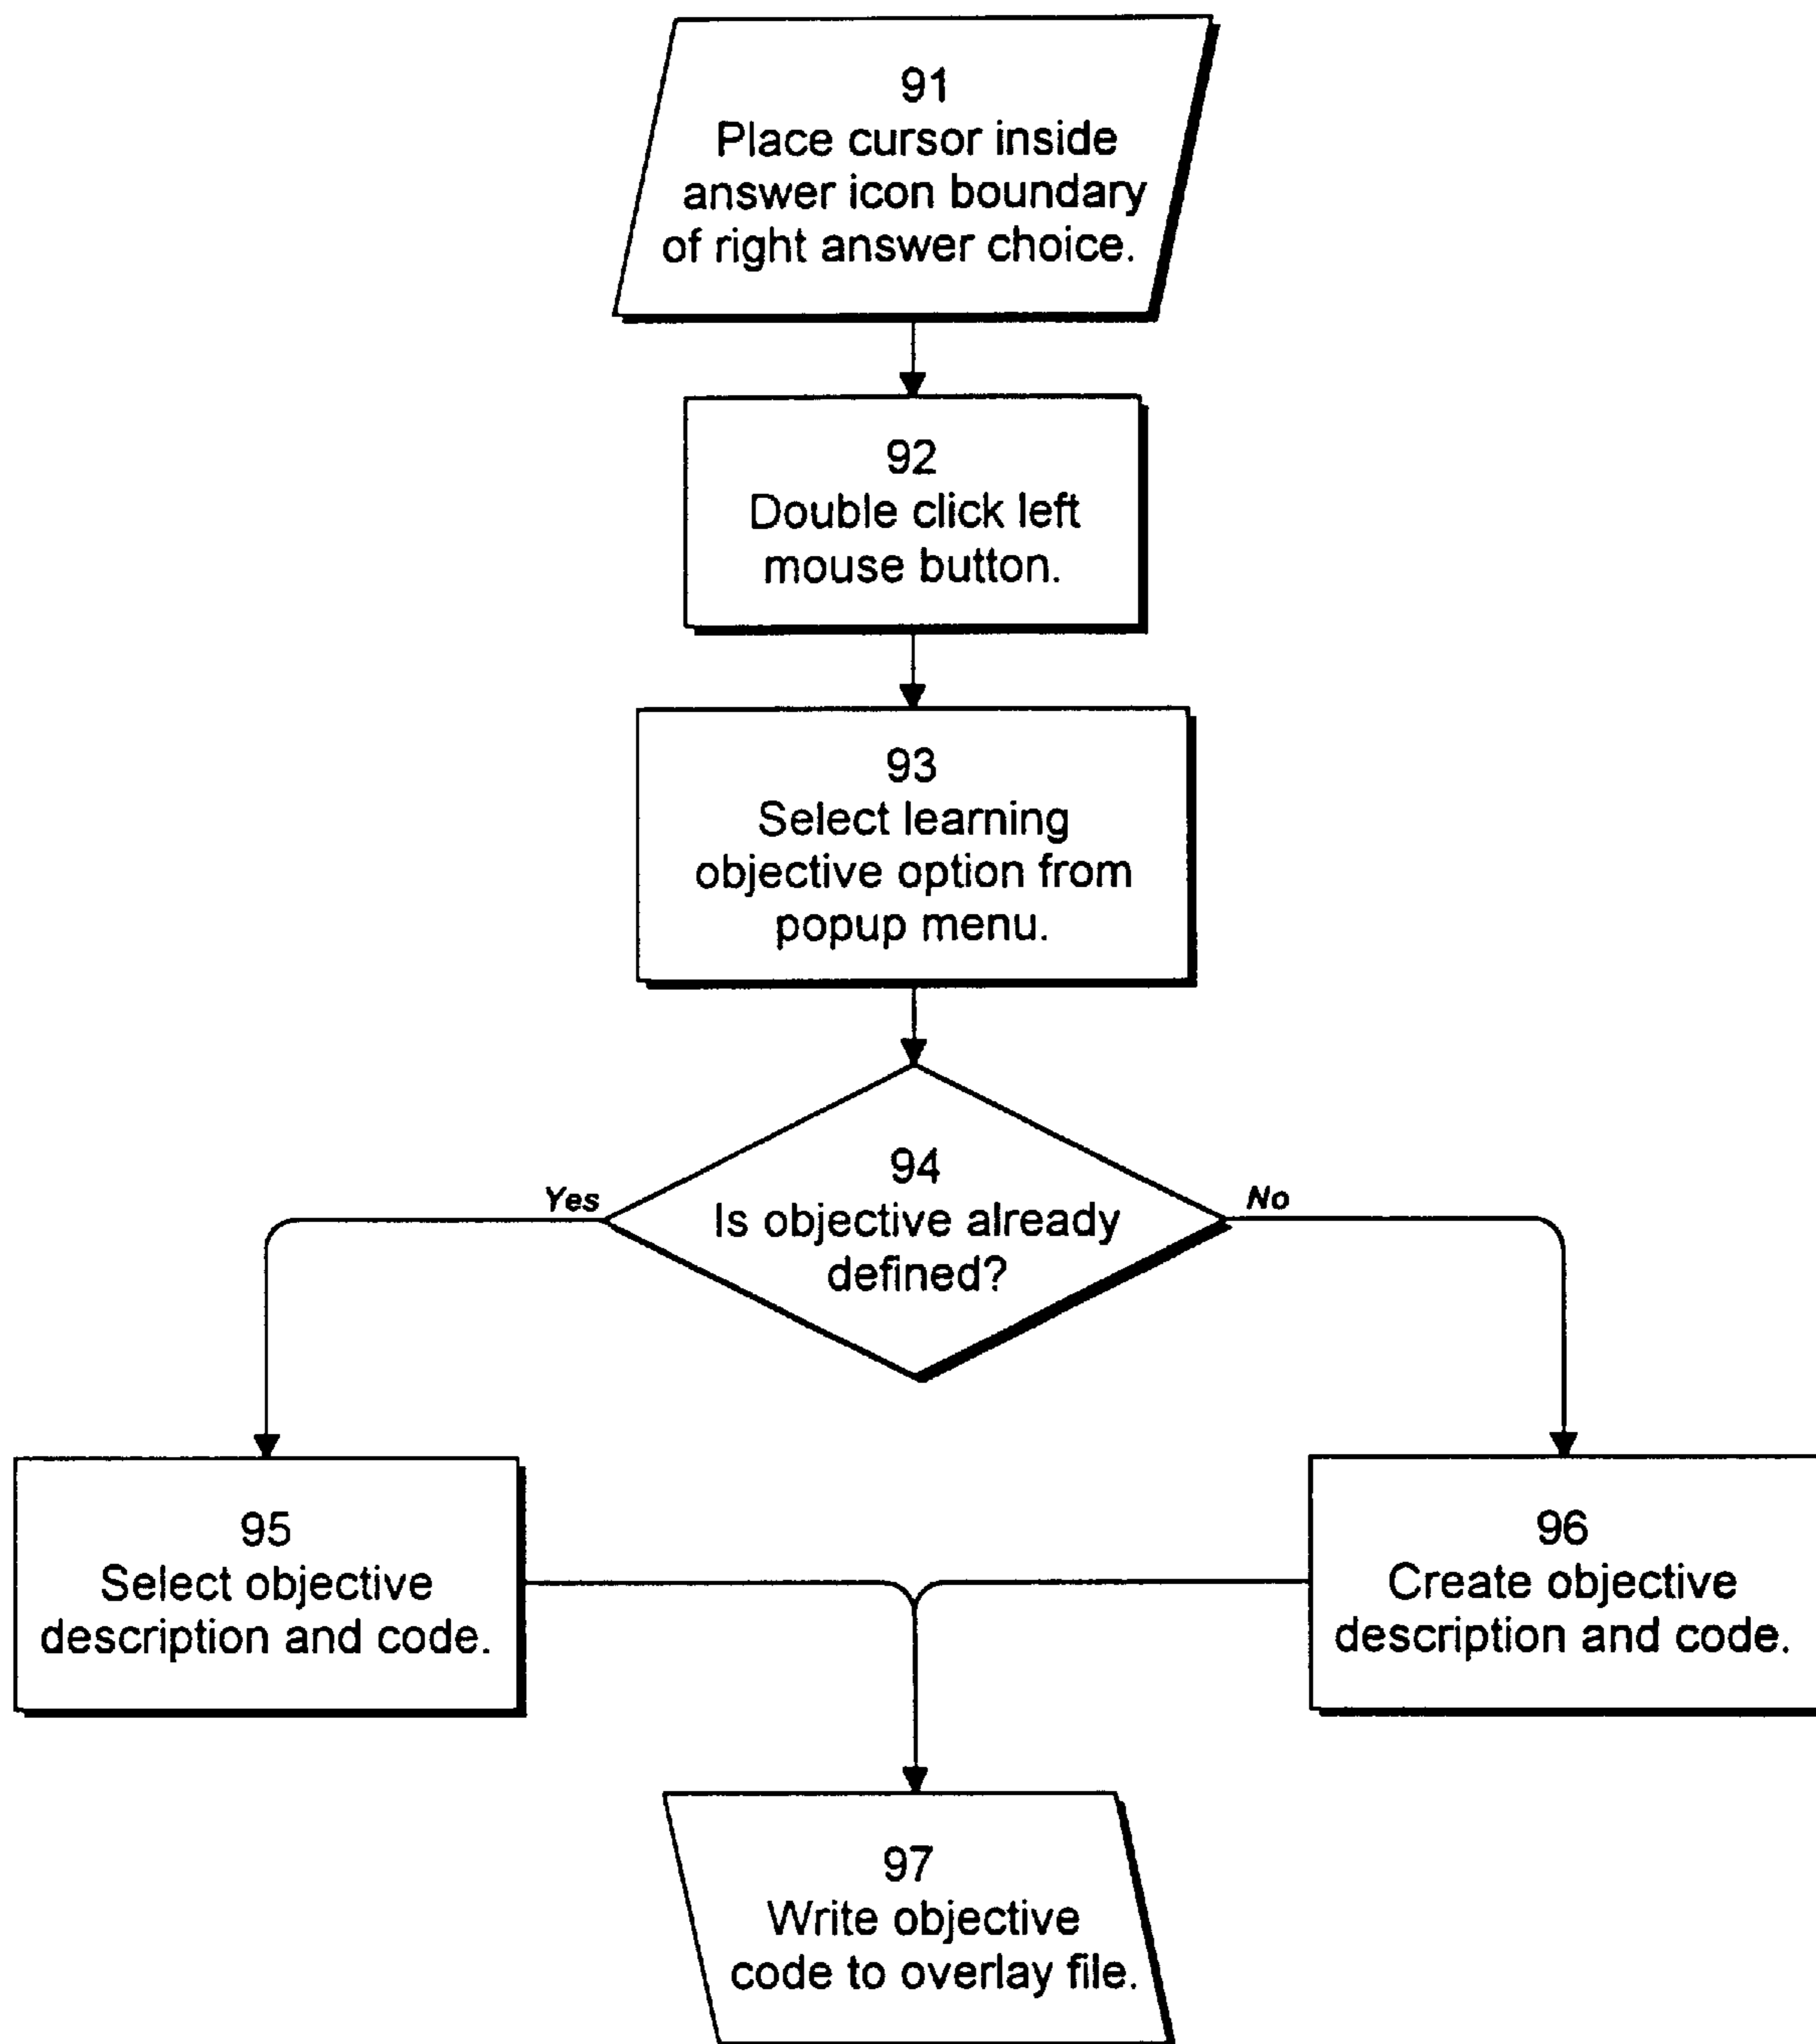 91
Place cursor inside
answer icon boundary
of right answer choice.
92
Double click left
mouse button.
93
Select learning
objective option from
popup menu.
94
Is objective already
defined?
Yes
No
95
Select objective
description and code.
96
Create objective
description and code.
97
Write objective
code to overlay file.